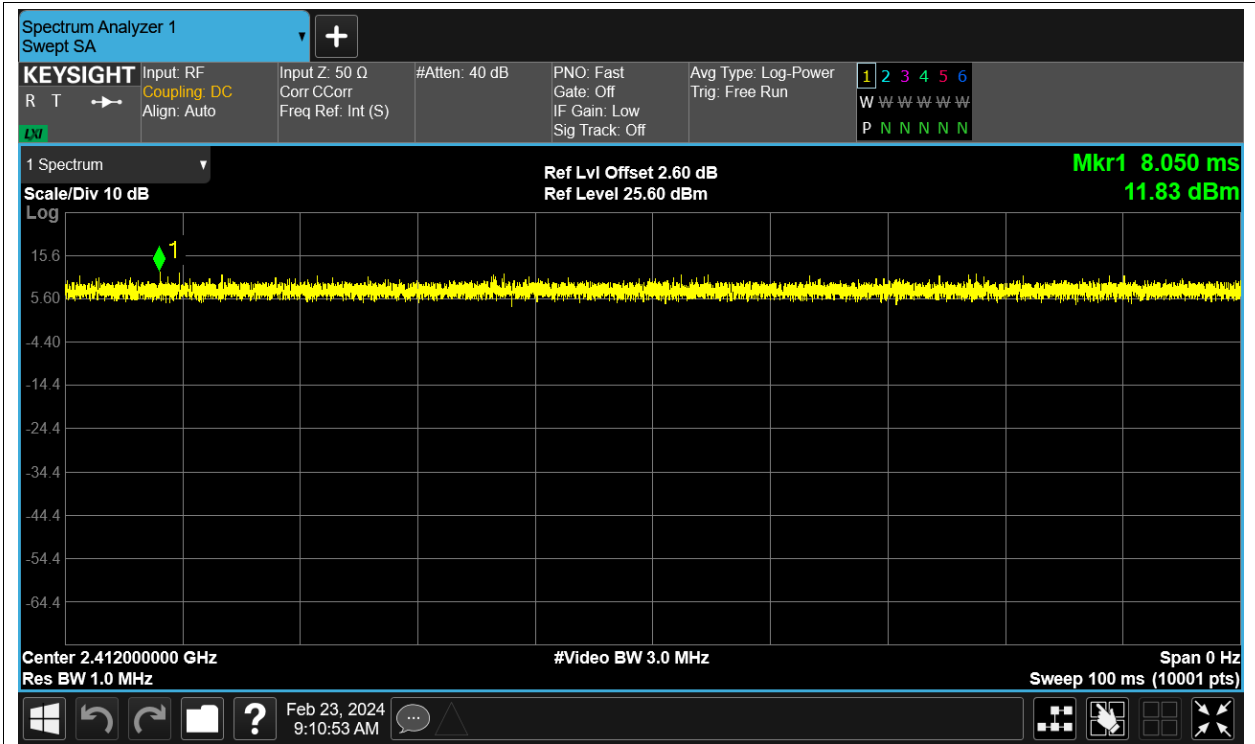 Spectrum Analyzer 1
Swept SA
+
KEYSIGHT
R T
LXI
Input: RF
Coupling: DC
Align: Auto
Input Z: 50 Ω
Corr CCorr
Freq Ref: Int (S)
#Atten: 40 dB
PNO: Fast
Gate: Off
IF Gain: Low
Sig Track: Off
Avg Type: Log-Power
Trig: Free Run
1 2 3 4 5 6
W W W W W W
P N N N N N
1 Spectrum
Scale/Div 10 dB
Log
Ref Lvl Offset 2.60 dB
Ref Level 25.60 dBm
Mkr1 8.050 ms
11.83 dBm
1
15.6
5.60
-4.40
-14.4
-24.4
-34.4
-44.4
-54.4
-64.4
Center 2.412000000 GHz
Res BW 1.0 MHz
#Video BW 3.0 MHz
Span 0 Hz
Sweep 100 ms (10001 pts)
?
Feb 23, 2024
9:10:53 AM